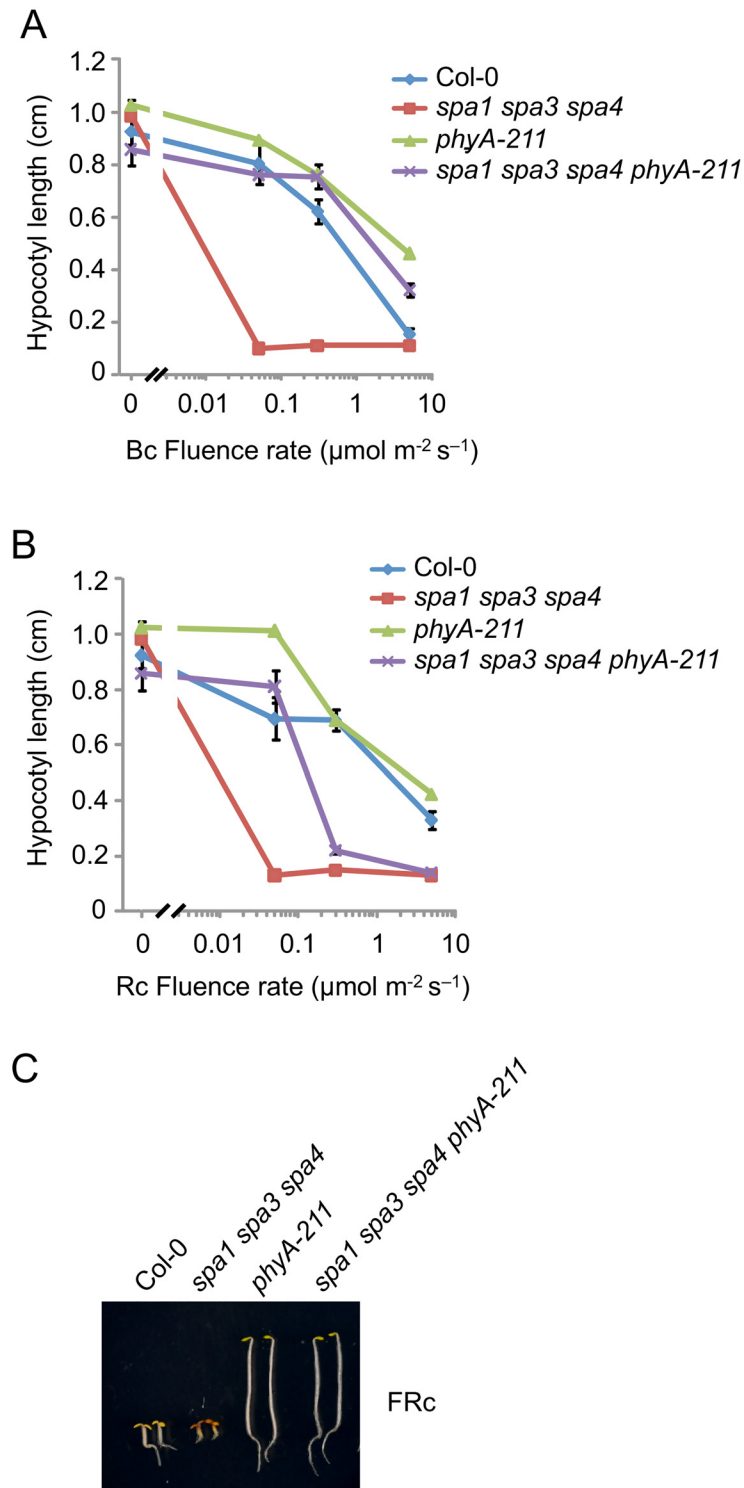 A
1.2
1.0
0.8
0.6
0.4
0.2
0
Hypocotyl length (cm)
Col-0
spa1 spa3 spa4
phyA-211
spa1 spa3 spa4 phyA-211
0 0.01 0.1 1 10
Bc Fluence rate (µmol m-2 s–1)
B
1.2
1.0
0.8
0.6
0.4
0.2
0
Hypocotyl length (cm)
Col-0
spa1 spa3 spa4
phyA-211
spa1 spa3 spa4 phyA-211
0 0.01 0.1 1 10
Rc Fluence rate (µmol m-2 s–1)
C
Col-0
spa1 spa3 spa4
phyA-211
spa1 spa3 spa4 phyA-211
FRc